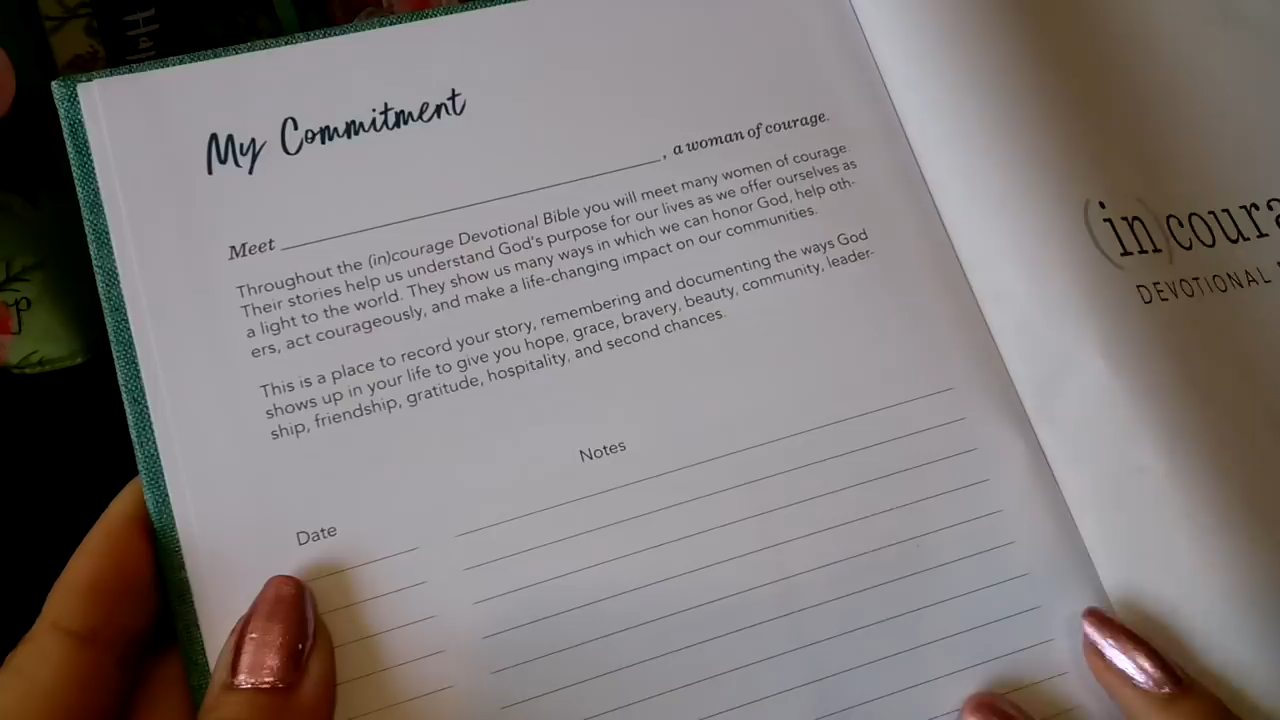 My Commitment
Meet , a woman of courage.
Throughout the (in)courage Devotional Bible you will meet many women of courage.
Their stories help us understand God's purpose for our lives as we offer ourselves as
a light to the world. They show us many ways in which we can honor God, help oth-
ers, act courageously, and make a life-changing impact on our communities.
This is a place to record your story, remembering and documenting the ways God
shows up in your life to give you hope, grace, bravery, beauty, community, leader-
ship, friendship, gratitude, hospitality, and second chances.
Date Notes
(in)coura
DEVOTIONAL